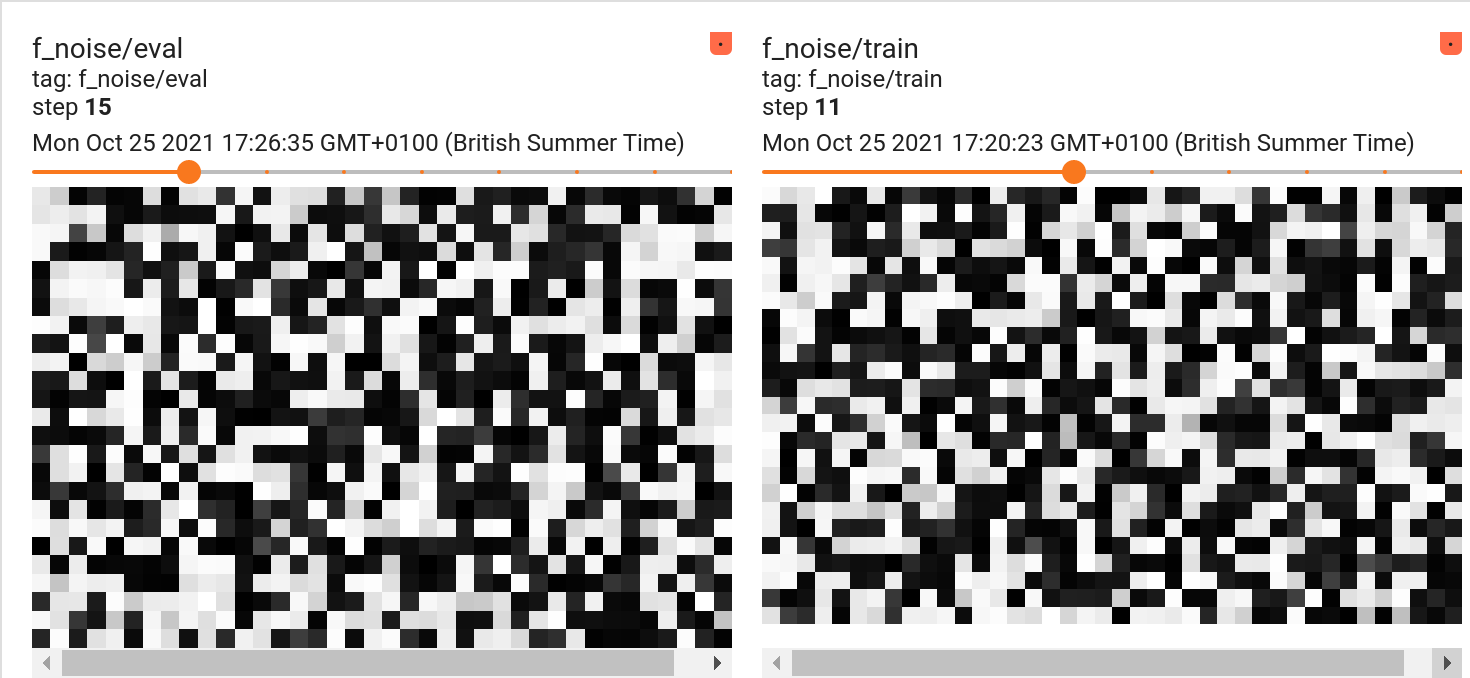 f_noise/eval
tag: f_noise/eval
step 15
Mon Oct 25 2021 17:26:35 GMT+0100 (British Summer Time)
f_noise/train
tag: f_noise/train
step 11
Mon Oct 25 2021 17:20:23 GMT+0100 (British Summer Time)